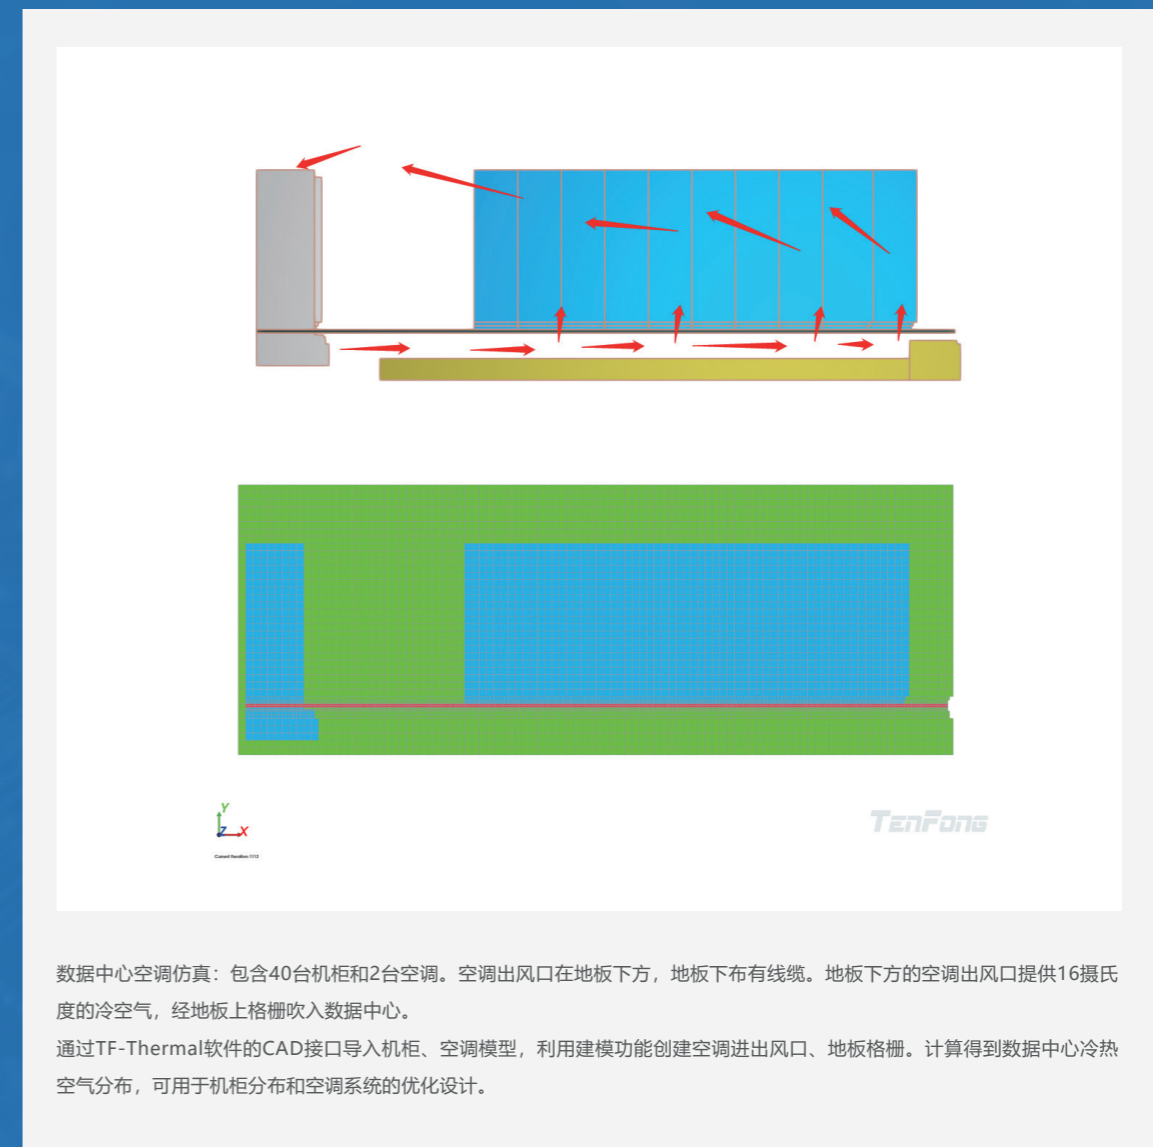 Y
Z X
Current Iteration: 1112
TenFong
数据中心空调仿真：包含40台机柜和2台空调。空调出风口在地板下方，地板下布有线缆。地板下方的空调出风口提供16摄氏
度的冷空气，经地板上格栅吹入数据中心。
通过TF-Thermal软件的CAD接口导入机柜、空调模型，利用建模功能创建空调进出风口、地板格栅。计算得到数据中心冷热
空气分布，可用于机柜分布和空调系统的优化设计。